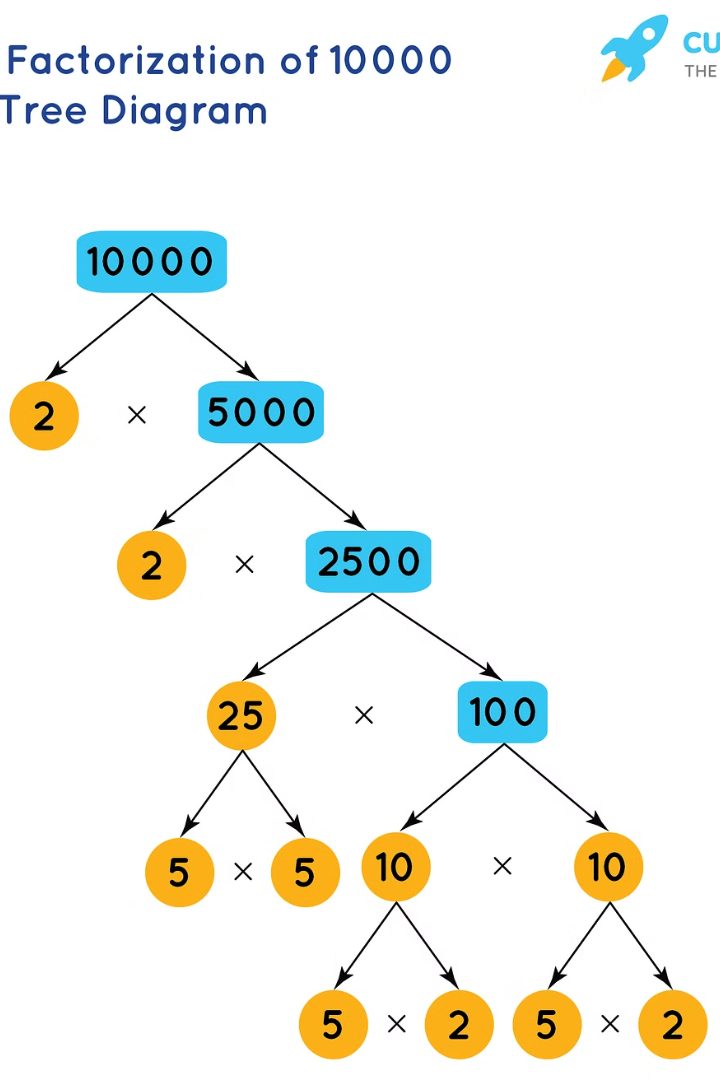 Factorization of 10000
Tree Diagram
CU
THE
10000
2 × 5000
2 × 2500
25 × 100
5 × 5 10 × 10
5 × 2 5 × 2